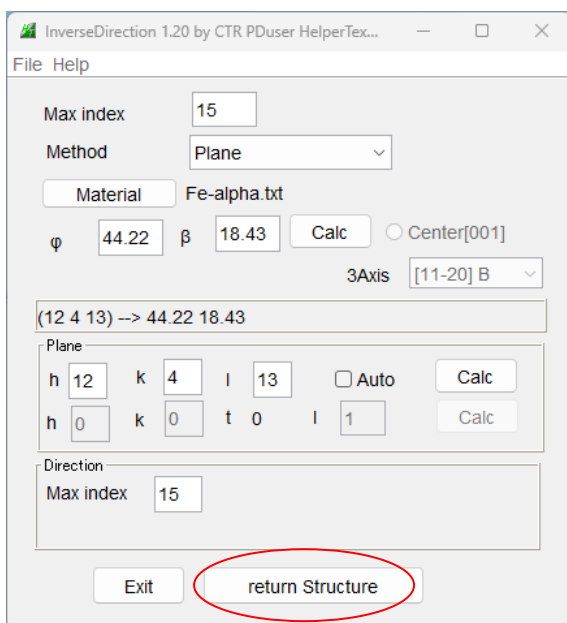 InverseDirection 1.20 by CTR PDuser HelperTex...
File Help
Max index 15
Method Plane
Material Fe-alpha.txt
φ 44.22 β 18.43 Calc Center[001]
3Axis [11-20] B
(12 4 13) --> 44.22 18.43
Plane
h 12 k 4 l 13 Auto Calc
h 0 k 0 t 0 l 1 Calc
Direction
Max index 15
Exit return Structure